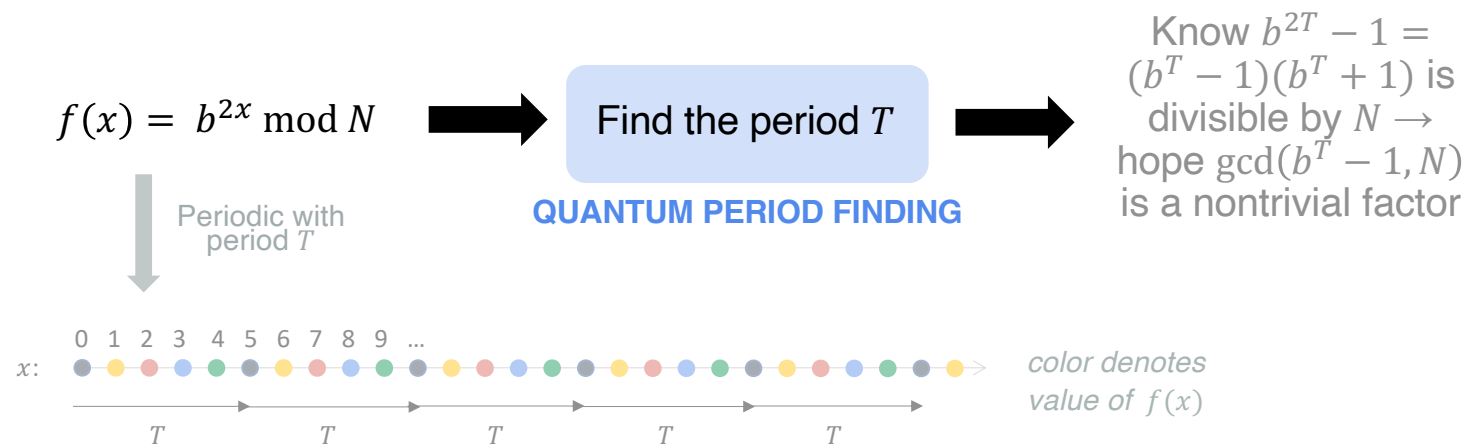 f(x) = b^{2x} mod N
Find the period T
QUANTUM PERIOD FINDING
Know b^{2T} − 1 =
(b^T − 1)(b^T + 1) is
divisible by N →
hope gcd(b^T − 1, N)
is a nontrivial factor
Periodic with
period T
0 1 2 3 4 5 6 7 8 9 ...
x:
color denotes
value of f(x)
T T T T T